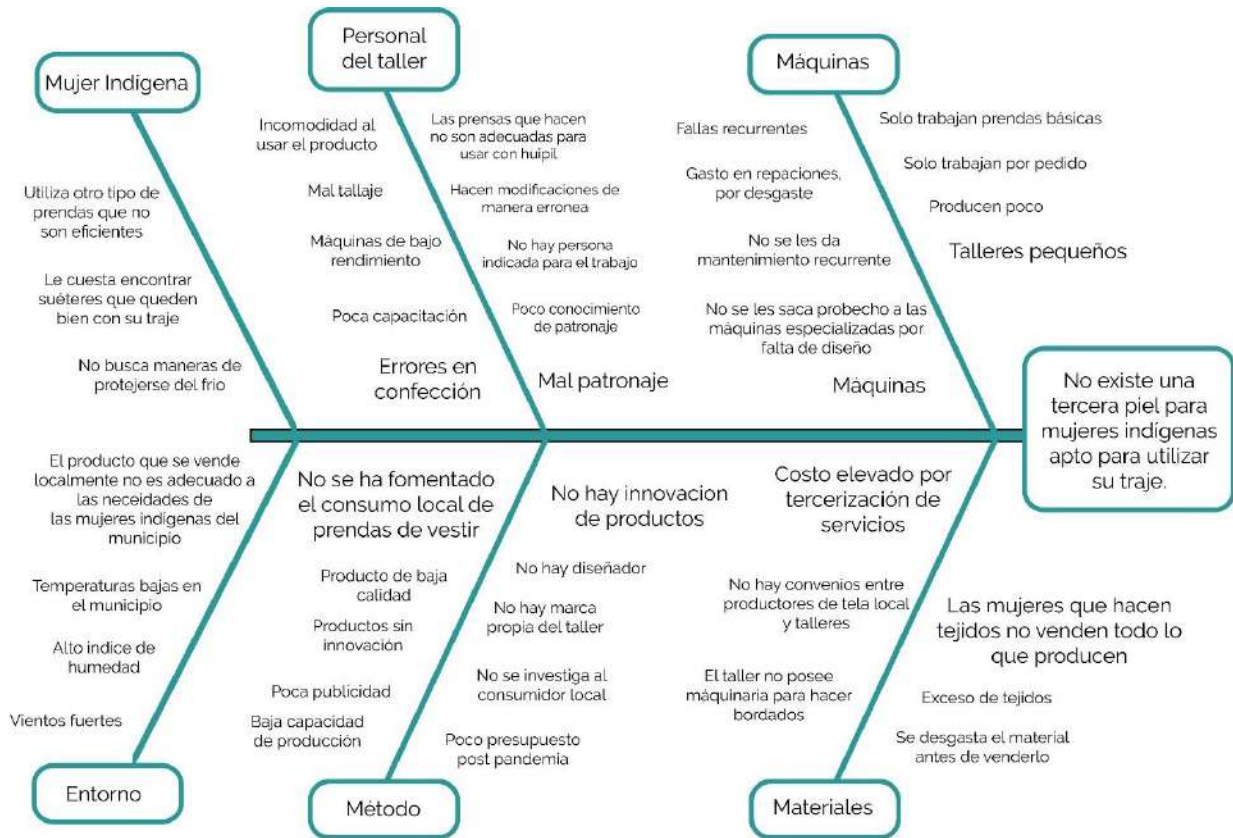 Mujer Indígena
Utiliza otro tipo de
prendas que no
son eficientes
Le cuesta encontrar
suéteres que queden
bien con su traje
No busca maneras de
protejerse del frio
Personal
del taller
Incomodidad al
usar el producto
Mal tallaje
Máquinas de bajo
rendimiento
Poca capacitación
Errores en
confección
Las prensas que hacen
no son adecuadas para
usar con huipil
Hacen modificaciones de
manera erronea
No hay persona
indicada para el trabajo
Poco conocimiento
de patronaje
Mal patronaje
Máquinas
Fallas recurrentes
Gasto en repaciones,
por desgaste
No se les da
mantenimiento recurrente
No se les saca probecho a las
máquinas especializadas por
falta de diseño
Máquinas
Solo trabajan prendas básicas
Solo trabajan por pedido
Producen poco
Talleres pequeños
No existe una
tercera piel para
mujeres indígenas
apto para utilizar
su traje.
El producto que se vende
localmente no es adecuado a
las neceidades de
las mujeres indígenas del
municipio
Temperaturas bajas en
el municipio
Alto indice de
humedad
Vientos fuertes
Entorno
No se ha fomentado
el consumo local de
prendas de vestir
Producto de baja
calidad
Productos sin
innovación
Poca publicidad
Baja capacidad
de producción
No hay innovacion
de productos
No hay diseñador
No hay marca
propia del taller
No se investiga al
consumidor local
Poco presupuesto
post pandemia
Método
Costo elevado por
tercerización de
servicios
No hay convenios entre
productores de tela local
y talleres
El taller no posee
máquinaria para hacer
bordados
Las mujeres que hacen
tejidos no venden todo lo
que producen
Exceso de tejidos
Se desgasta el material
antes de venderlo
Materiales